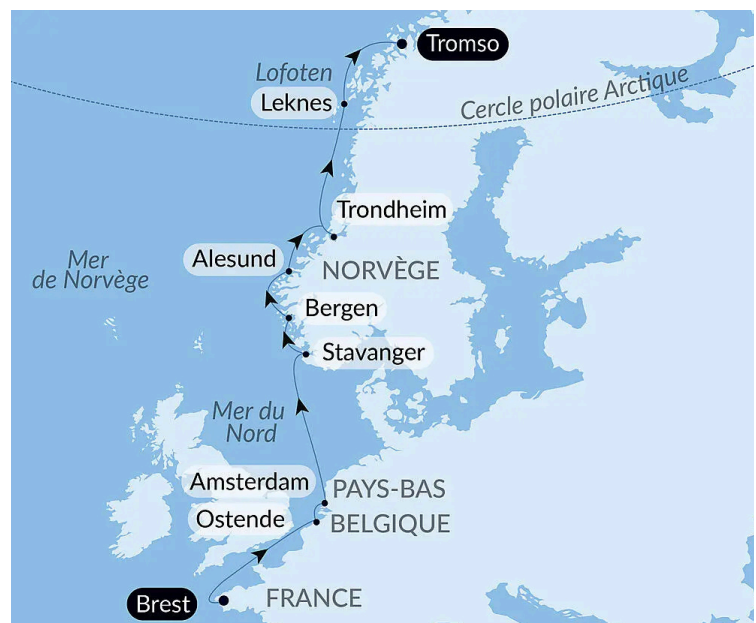 Tromso
Lofoten
Leknes
Cercle polaire Arctique
Trondheim
Mer
de Norvège
Alesund
NORVÈGE
Bergen
Stavanger
Mer du
Nord
Amsterdam
PAYS-BAS
Ostende
BELGIQUE
Brest
FRANCE